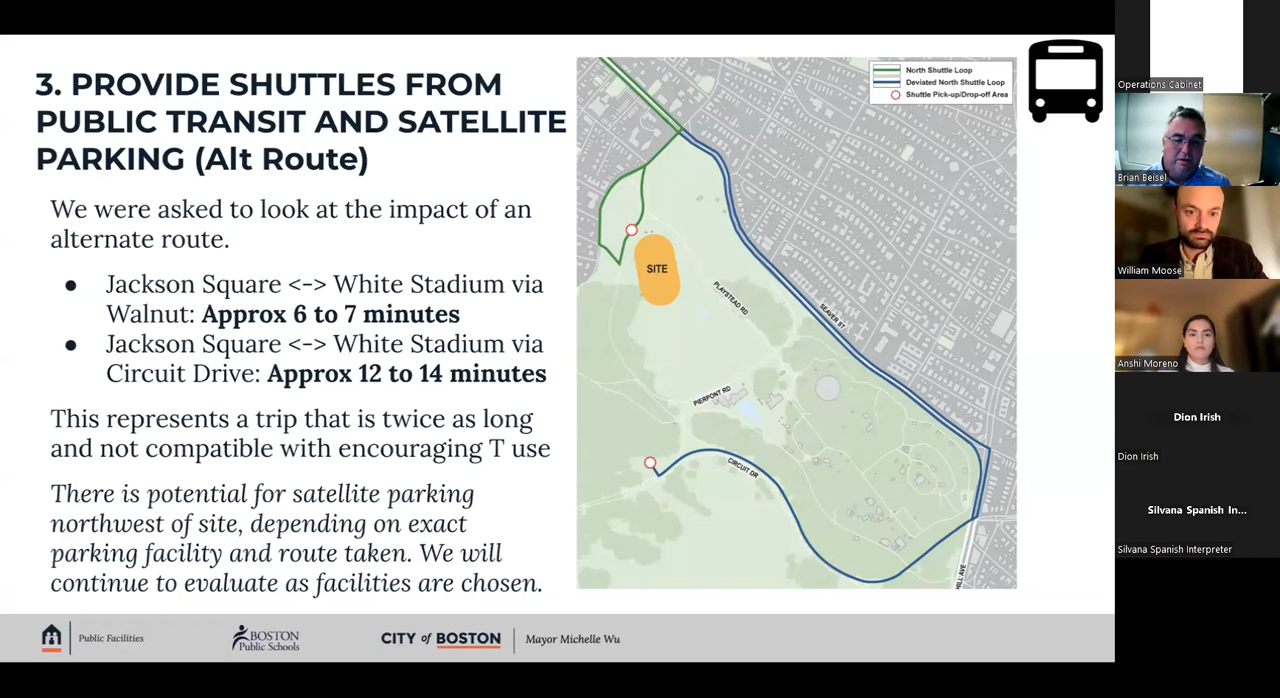 3. PROVIDE SHUTTLES FROM
PUBLIC TRANSIT AND SATELLITE
PARKING (Alt Route)
We were asked to look at the impact of an
alternate route.
● Jackson Square <-> White Stadium via
Walnut: Approx 6 to 7 minutes
● Jackson Square <-> White Stadium via
Circuit Drive: Approx 12 to 14 minutes
This represents a trip that is twice as long
and not compatible with encouraging T use
There is potential for satellite parking
northwest of site, depending on exact
parking facility and route taken. We will
continue to evaluate as facilities are chosen.
North Shuttle Loop
Deviated North Shuttle Loop
Shuttle Pick-up/Drop-off Area
SITE
PLAYSTEAD RD
SEAVER ST
PIERPONT RD
CIRCUIT DR
HILL AVE
Public Facilities
BOSTON
Public Schools
CITY of BOSTON
Mayor Michelle Wu
Operations Cabinet
Brian Beisel
William Moose
Anshi Moreno
Dion Irish
Dion Irish
Silvana Spanish In...
Silvana Spanish Interpreter